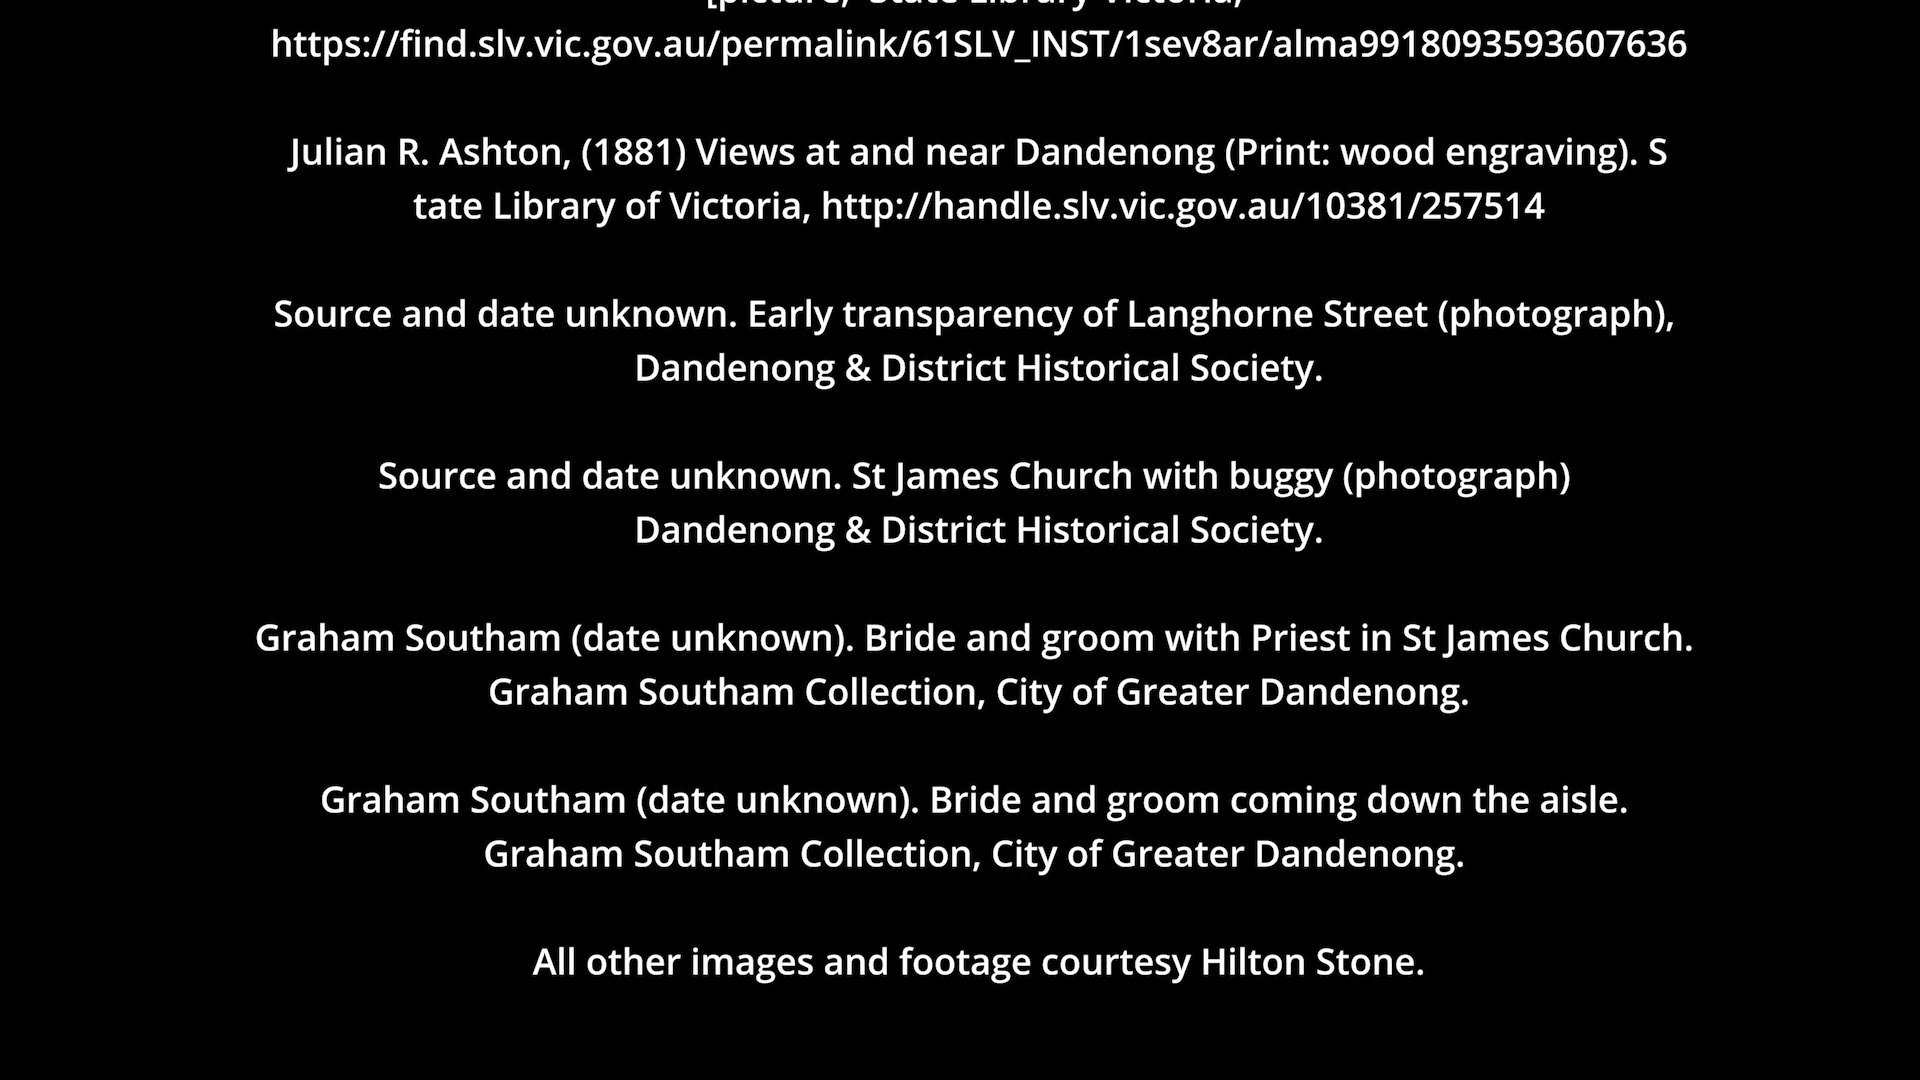 [picture, State Library Victoria,
https://find.slv.vic.gov.au/permalink/61SLV_INST/1sev8ar/alma9918093593607636
Julian R. Ashton, (1881) Views at and near Dandenong (Print: wood engraving). S
tate Library of Victoria, http://handle.slv.vic.gov.au/10381/257514
Source and date unknown. Early transparency of Langhorne Street (photograph),
Dandenong & District Historical Society.
Source and date unknown. St James Church with buggy (photograph)
Dandenong & District Historical Society.
Graham Southam (date unknown). Bride and groom with Priest in St James Church.
Graham Southam Collection, City of Greater Dandenong.
Graham Southam (date unknown). Bride and groom coming down the aisle.
Graham Southam Collection, City of Greater Dandenong.
All other images and footage courtesy Hilton Stone.